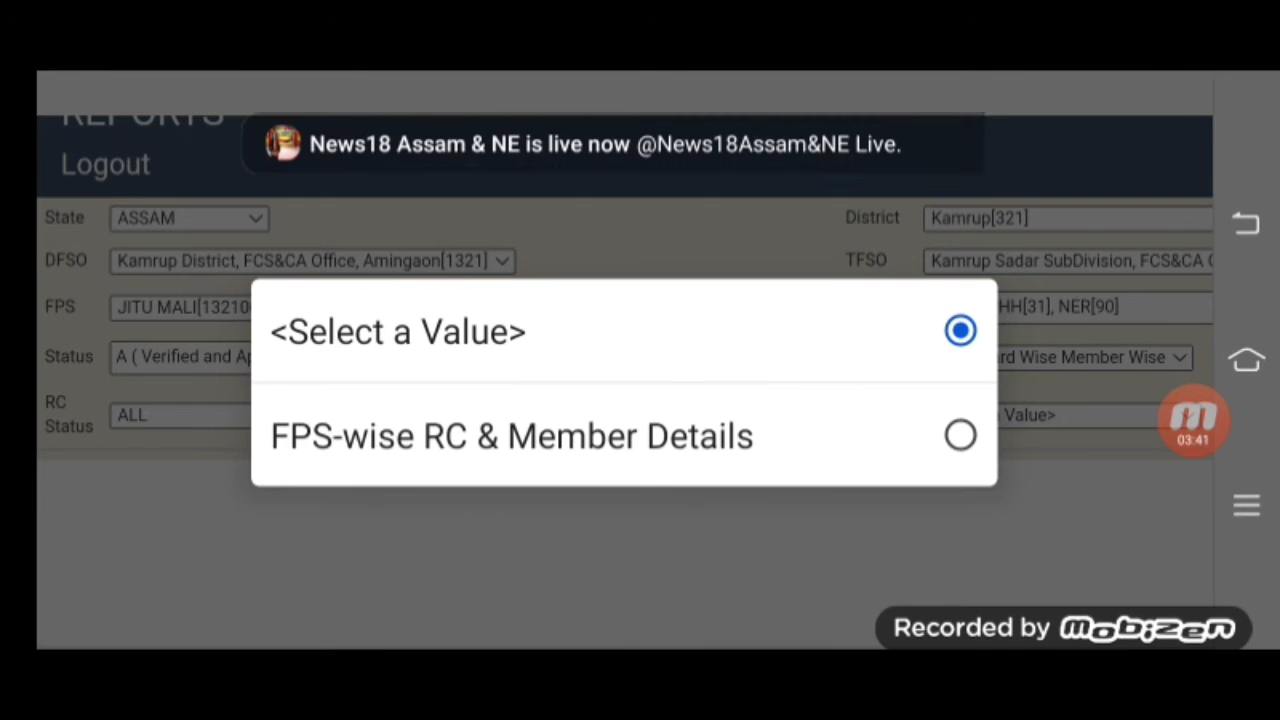 REPORTS
News18 Assam & NE is live now @News18Assam&NE Live.
Logout
State ASSAM District Kamrup[321]
DFSO Kamrup District, FCS&CA Office, Amingaon[1321] TFSO Kamrup Sadar SubDivision, FCS&CA
FPS JITU MALI[13210 HH[31], NER[90]
<Select a Value>
Status A ( Verified and Wise Member Wise
RC
Status ALL Value>
FPS-wise RC & Member Details
03:41
Recorded by Mobizen